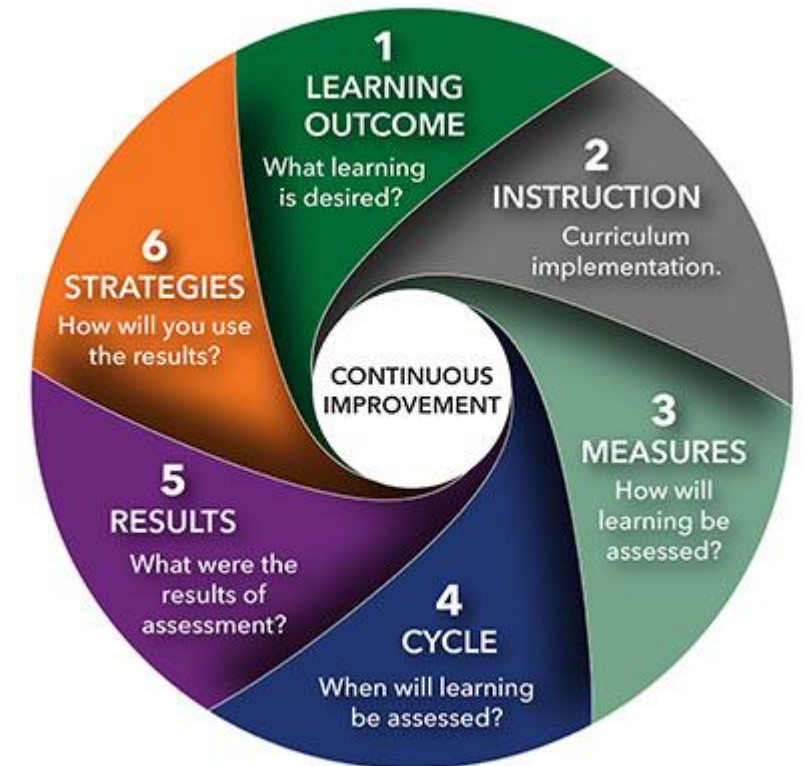 1
LEARNING
OUTCOME
What learning
is desired?
2
INSTRUCTION
Curriculum
implementation.
3
MEASURES
How will
learning be
assessed?
4
CYCLE
When will learning
be assessed?
5
RESULTS
What were the
results of
assessment?
6
STRATEGIES
How will you use
the results?
CONTINUOUS
IMPROVEMENT